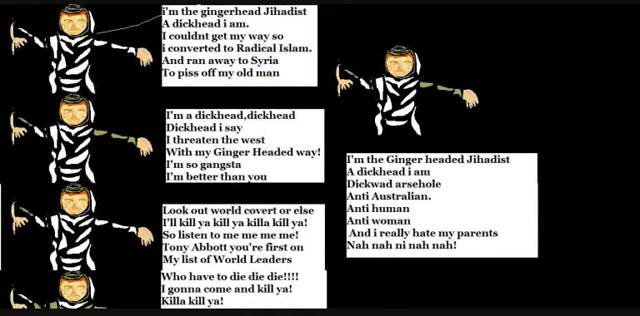 i'm the gingerhead Jihadist
A dickhead i am.
I couldnt get my way so
i converted to Radical Islam.
And ran away to Syria
To piss off my old man
I'm a dickhead,dickhead
Dickhead i say
I threaten the west
With my Ginger Headed way!
I'm so gangsta
I'm better than you
Look out world covert or else
I'll kill ya kill ya killa kill ya!
So listen to me me me me!
Tony Abbott you're first on
My list of World Leaders
Who have to die die die!!!!
I gonna come and kill ya!
Killa kill ya!
I'm the Ginger headed Jihadist
A dickhead i am
Dickwad arsehole
Anti Australian.
Anti human
Anti woman
And i really hate my parents
Nah nah ni nah nah!